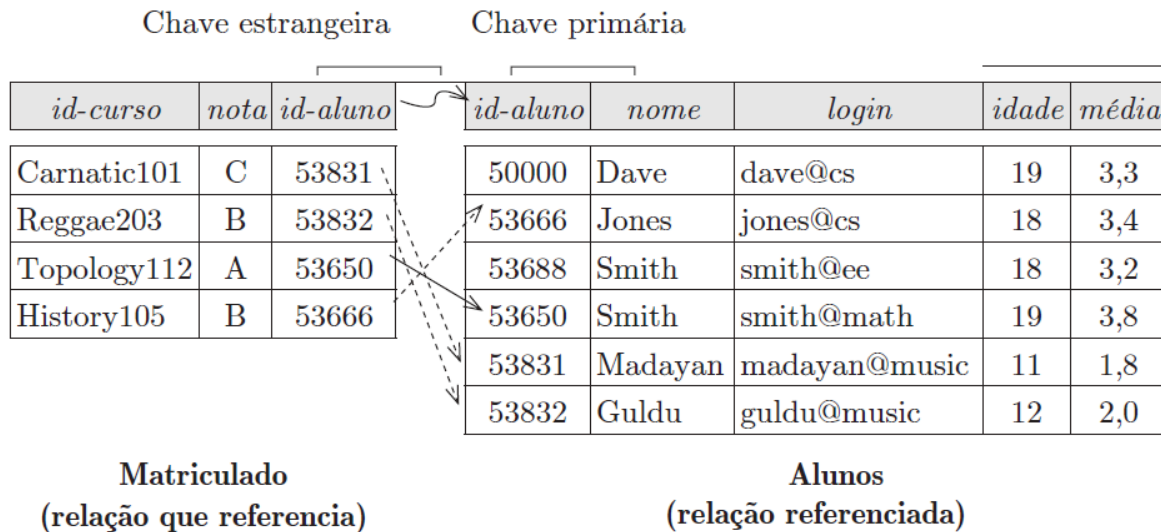 Chave estrangeira Chave primária
id-curso nota id-aluno id-aluno nome login idade média
Carnatic101 C 53831 50000 Dave dave@cs 19 3,3
Reggae203 B 53832 53666 Jones jones@cs 18 3,4
Topology112 A 53650 53688 Smith smith@ee 18 3,2
History105 B 53666 53650 Smith smith@math 19 3,8
53831 Madayan madayan@music 11 1,8
53832 Guldu guldu@music 12 2,0
Matriculado Alunos
(relação que referencia) (relação referenciada)